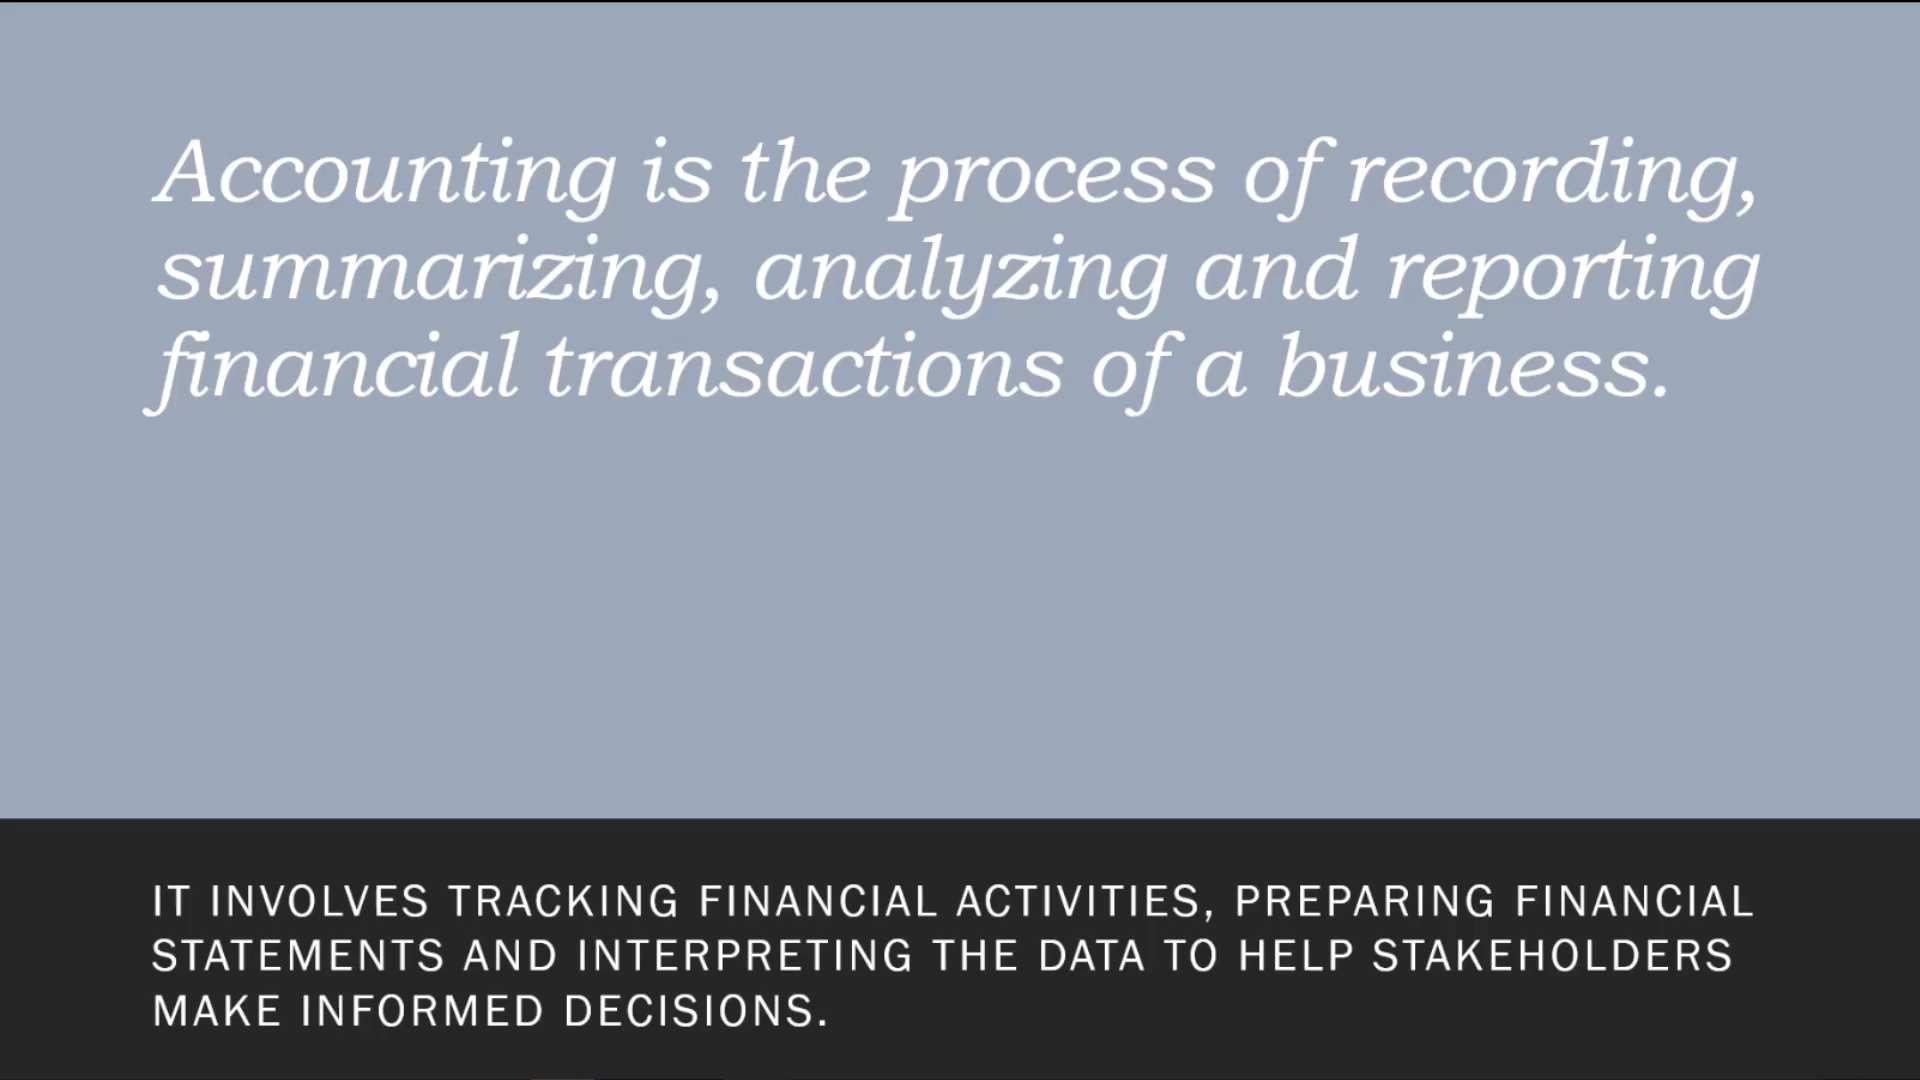 Accounting is the process of recording,
summarizing, analyzing and reporting
financial transactions of a business.
IT INVOLVES TRACKING FINANCIAL ACTIVITIES, PREPARING FINANCIAL
STATEMENTS AND INTERPRETING THE DATA TO HELP STAKEHOLDERS
MAKE INFORMED DECISIONS.